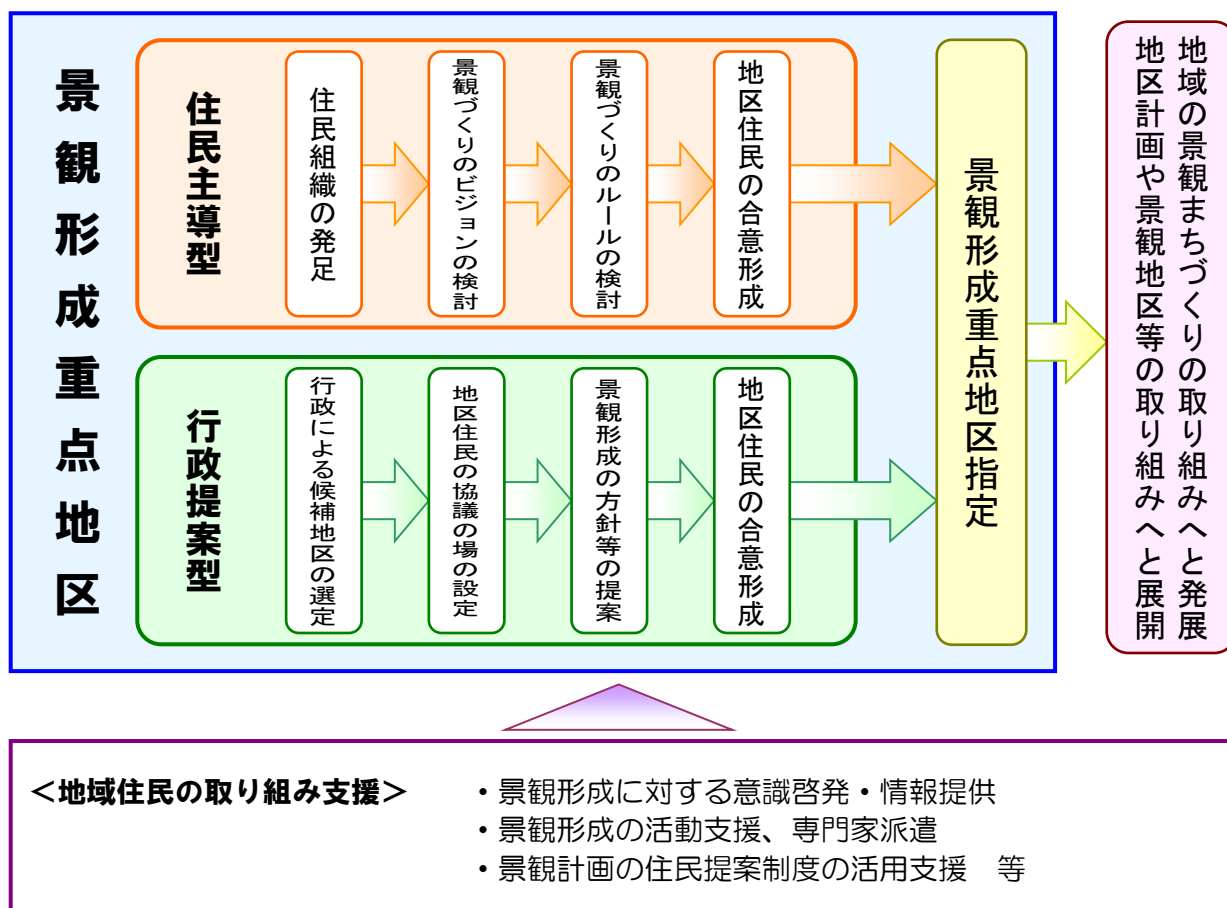 景観形成重点地区
住民主導型
住民組織の発足
景観づくりのビジョンの検討
景観づくりのルールの検討
地区住民の合意形成
行政提案型
行政による候補地区の選定
地区住民の協議の場の設定
景観形成の方針等の提案
地区住民の合意形成
景観形成重点地区指定
地域の景観まちづくりの取り組みへと発展
地区計画や景観地区等の取り組みへと展開
＜地域住民の取り組み支援＞
・景観形成に対する意識啓発・情報提供
・景観形成の活動支援、専門家派遣
・景観計画の住民提案制度の活用支援　等